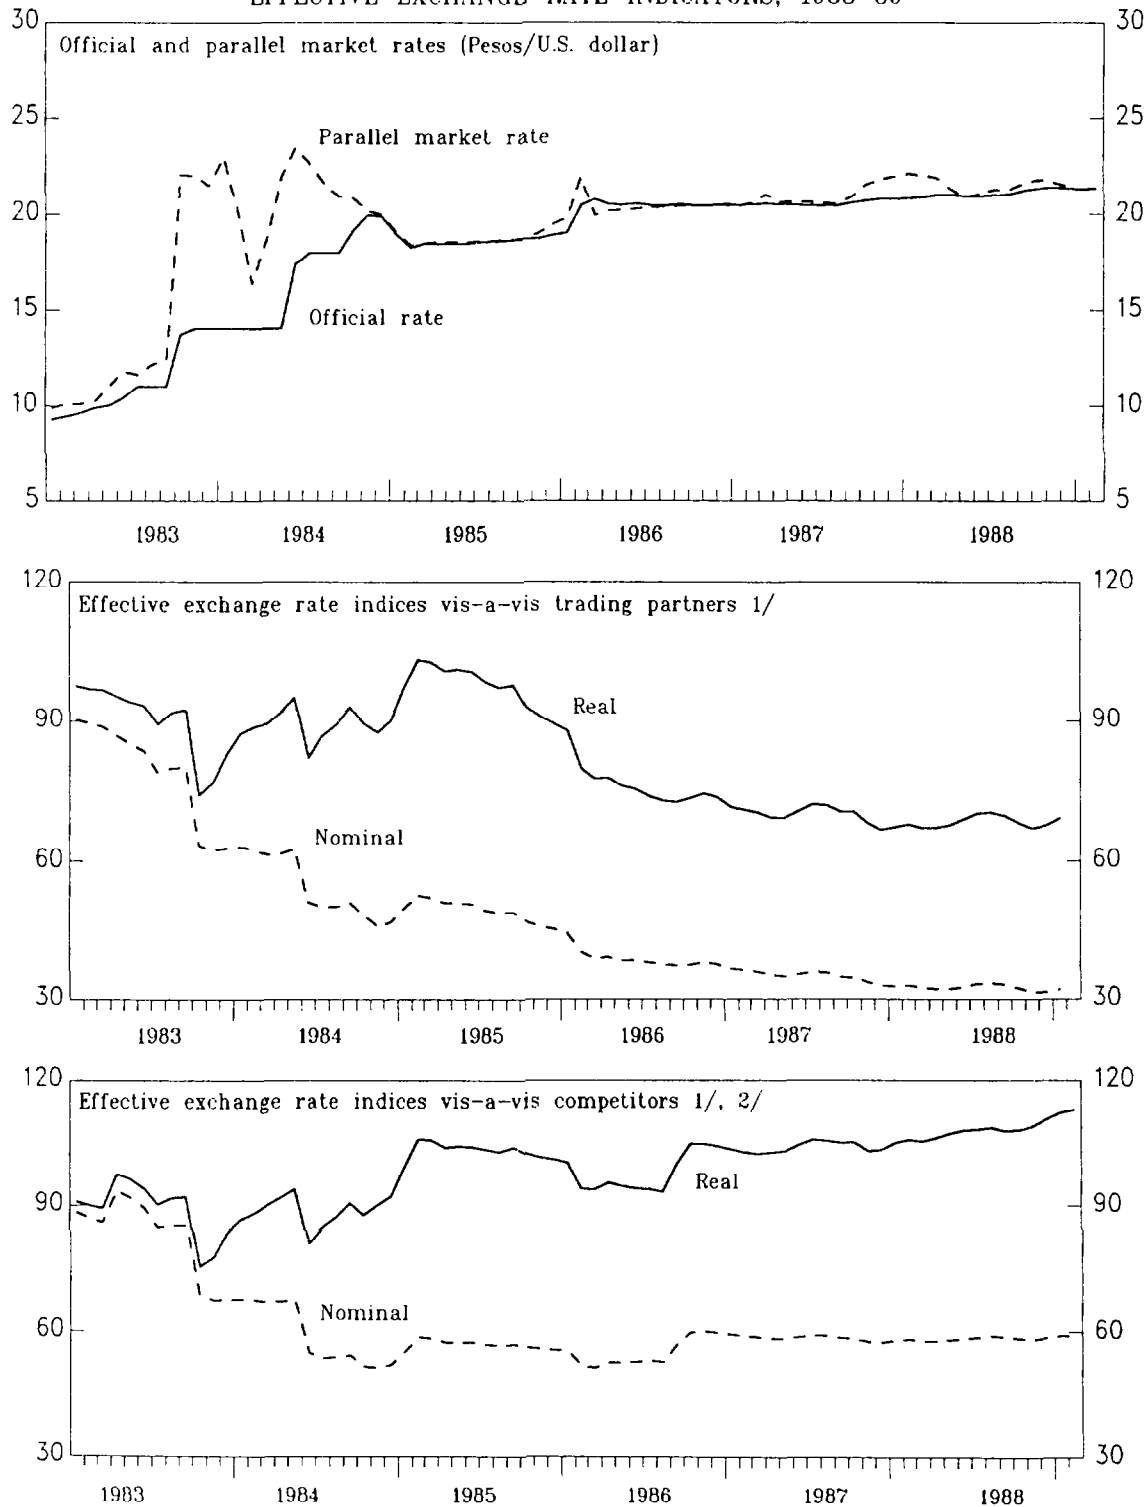 30 30
Official and parallel market rates (Pesos/U.S. dollar)
25 25
Parallel market rate
20 20
15 15
Official rate
10 10
5 5
1983 1984 1985 1986 1987 1988
120 120
Effective exchange rate indices vis-a-vis trading partners 1/
Real
90 90
Nominal
60 60
30 30
1983 1984 1985 1986 1987 1988
120 120
Effective exchange rate indices vis-a-vis competitors 1/, 2/
90 90
Real
Nominal
60 60
30 30
1983 1984 1985 1986 1987 1988